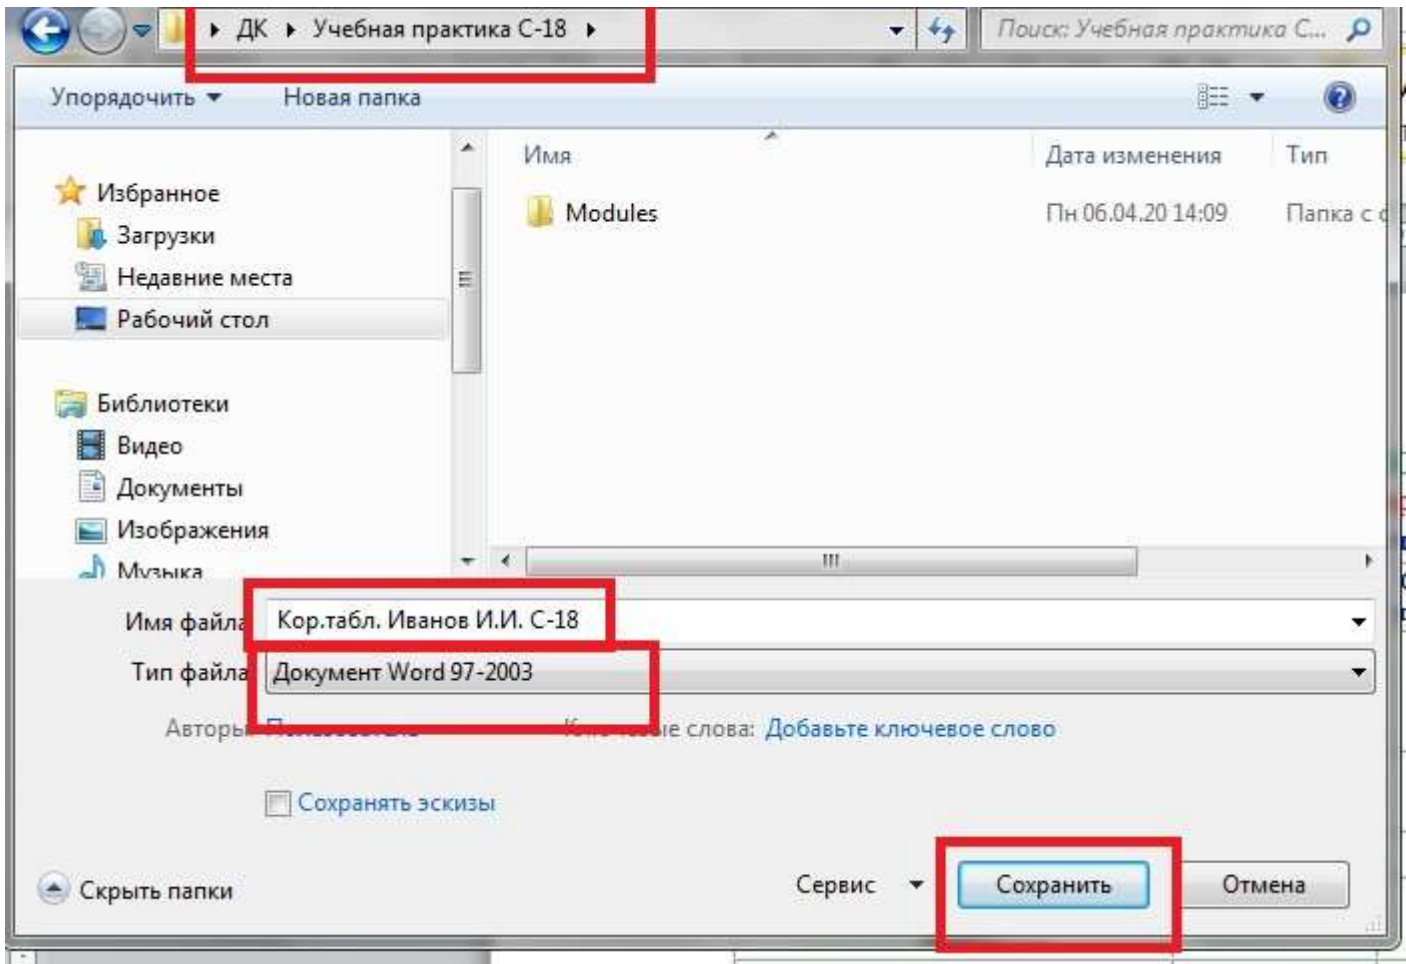 ДК ▸ Учебная практика С-18 ▸
Поиск: Учебная практика С...
Упорядочить Новая папка
Имя Дата изменения Тип
Избранное
Modules Пн 06.04.20 14:09 Папка с
Загрузки
Недавние места
Рабочий стол
Библиотеки
Видео
Документы
Изображения
Музыка
Имя файла Кор.табл. Иванов И.И. С-18
Тип файла Документ Word 97-2003
Авторы слова: Добавьте ключевое слово
Сохранять эскизы
Скрыть папки Сервис Сохранить Отмена